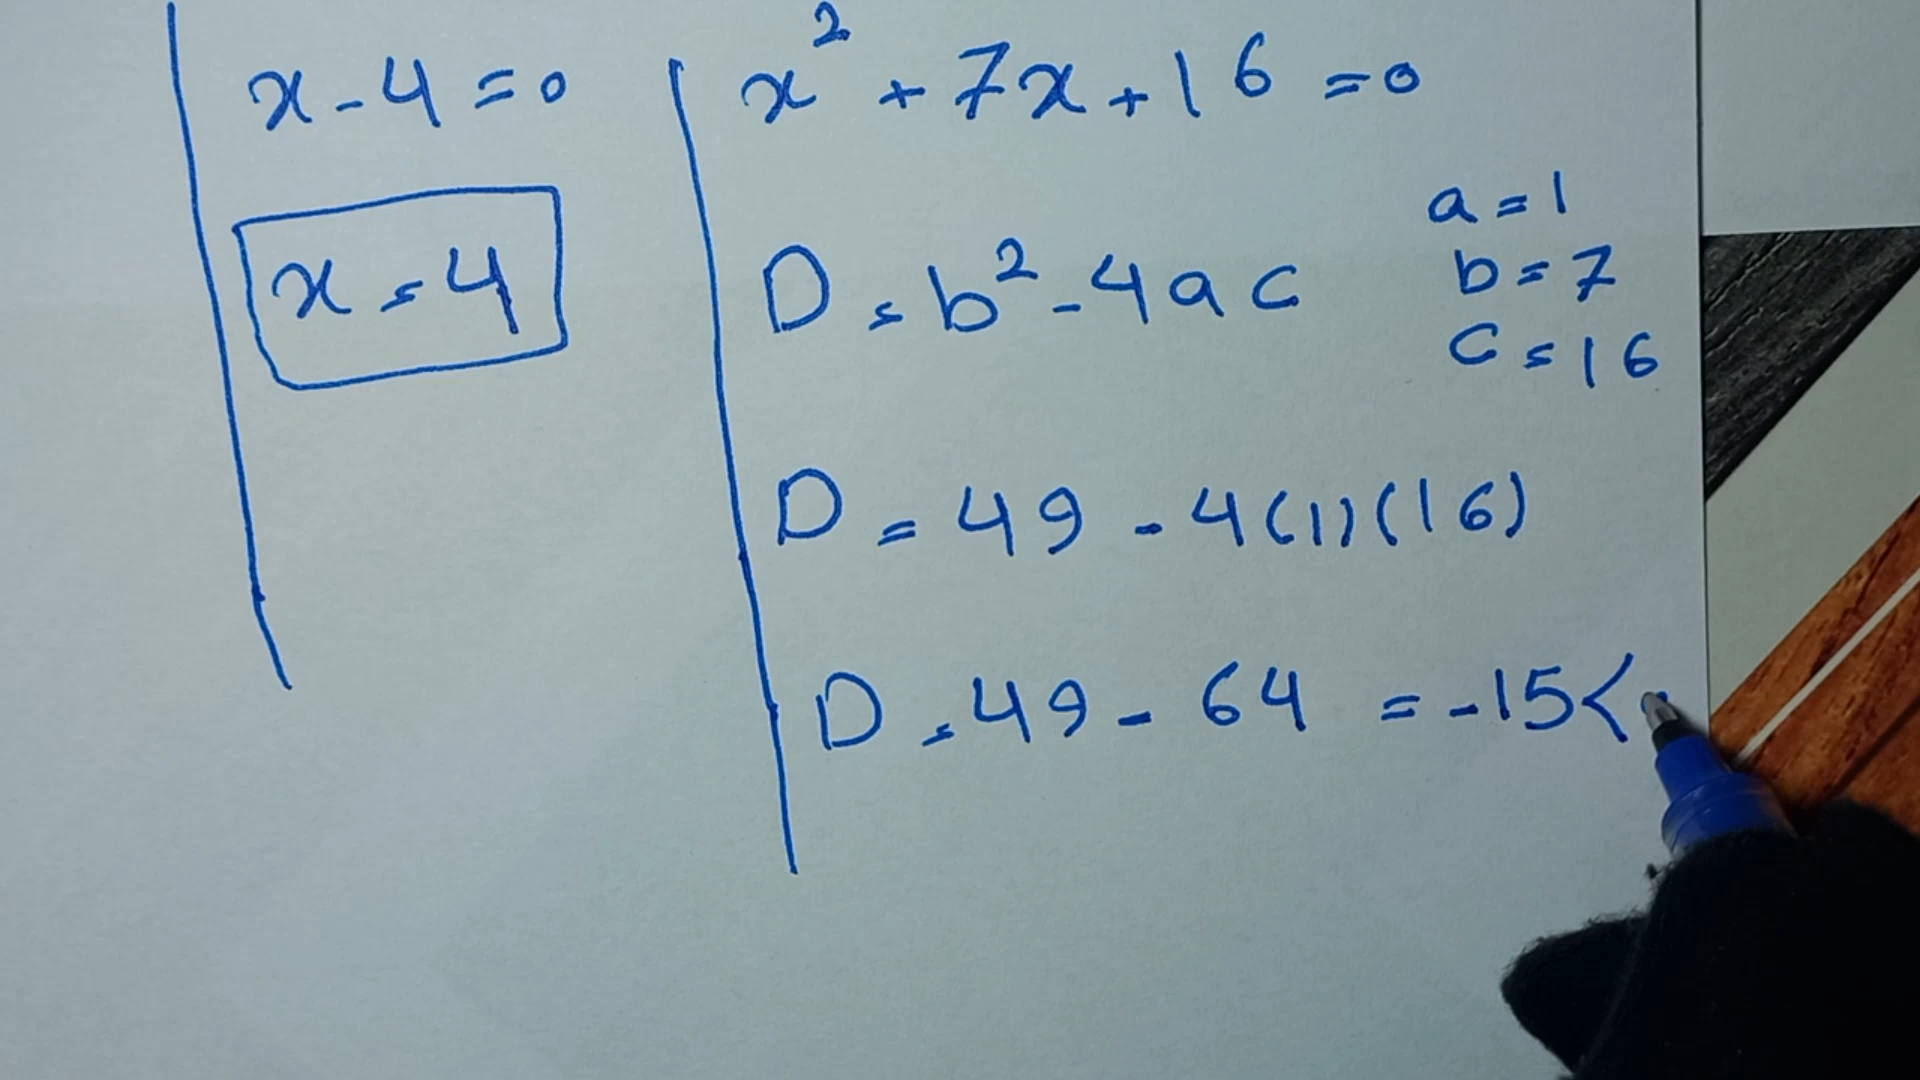 x - 4 = 0
x = 4
x² + 7x + 16 = 0
a = 1
b = 7
c = 16
D = b² - 4ac
D = 49 - 4(1)(16)
D = 49 - 64 = -15 <